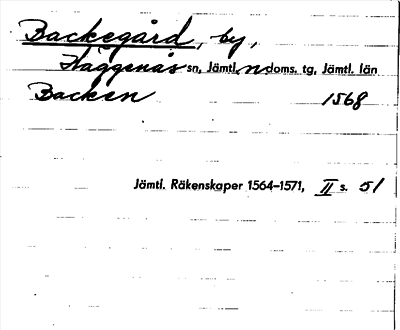 Backegård, by,
Häggenås sn, Jämtl. n doms. tg, Jämtl. län
Backen 1568
Jämtl. Räkenskaper 1564–1571, II s. 51